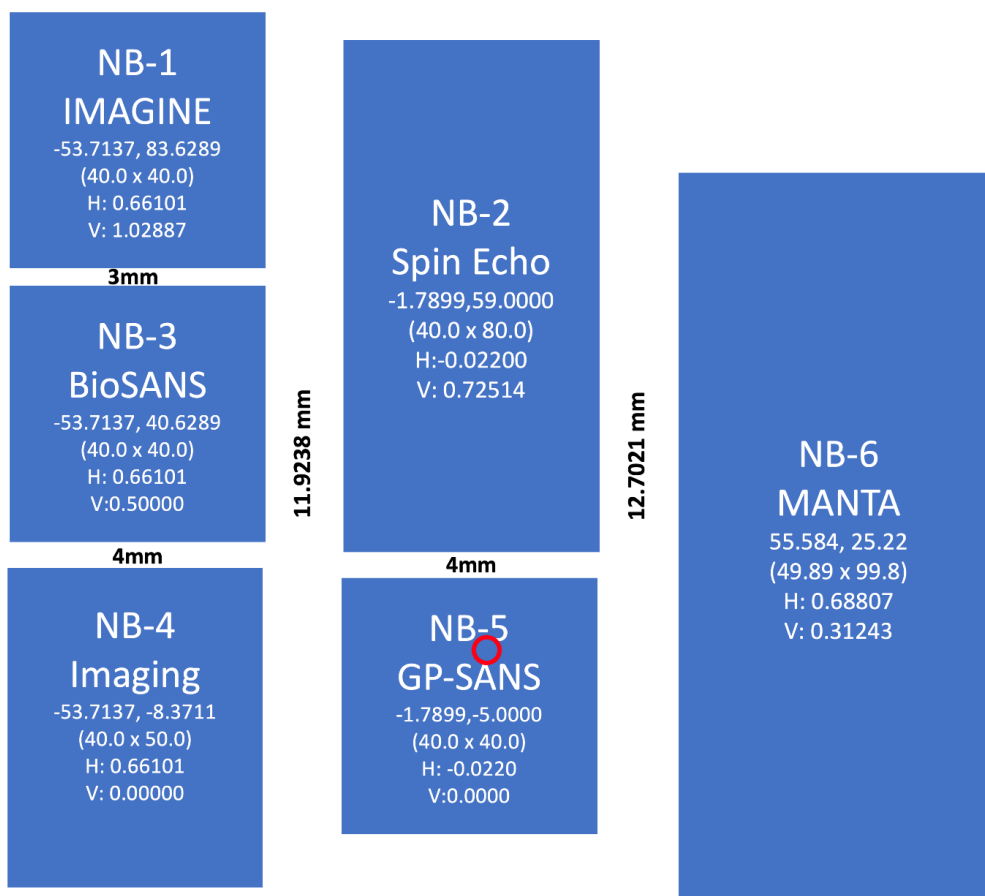 NB-1
IMAGINE
-53.7137, 83.6289
(40.0 x 40.0)
H: 0.66101
V: 1.02887
3mm
NB-3
BioSANS
-53.7137, 40.6289
(40.0 x 40.0)
H: 0.66101
V:0.50000
4mm
NB-4
Imaging
-53.7137, -8.3711
(40.0 x 50.0)
H: 0.66101
V: 0.00000
11.9238 mm
NB-2
Spin Echo
-1.7899,59.0000
(40.0 x 80.0)
H:-0.02200
V: 0.72514
4mm
NB-5
GP-SANS
-1.7899,-5.0000
(40.0 x 40.0)
H: -0.0220
V:0.0000
12.7021 mm
NB-6
MANTA
55.584, 25.22
(49.89 x 99.8)
H: 0.68807
V: 0.31243